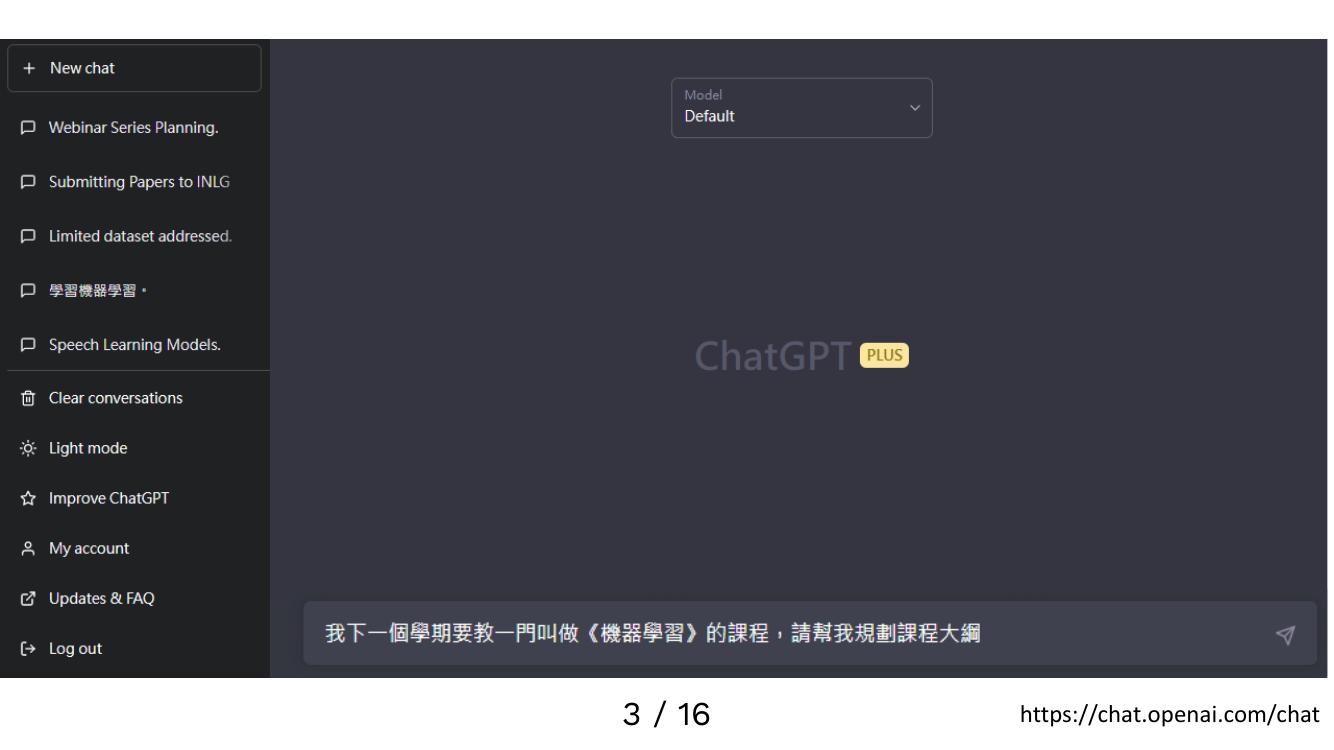 New chat
Webinar Series Planning.
Submitting Papers to INLG
Limited dataset addressed.
學習機器學習。
Speech Learning Models.
Clear conversations
Light mode
Improve ChatGPT
My account
Updates & FAQ
Log out
Model
Default
ChatGPT PLUS
我下一個學期要教一門叫做《機器學習》的課程，請幫我規劃課程大綱
3 / 16
https://chat.openai.com/chat